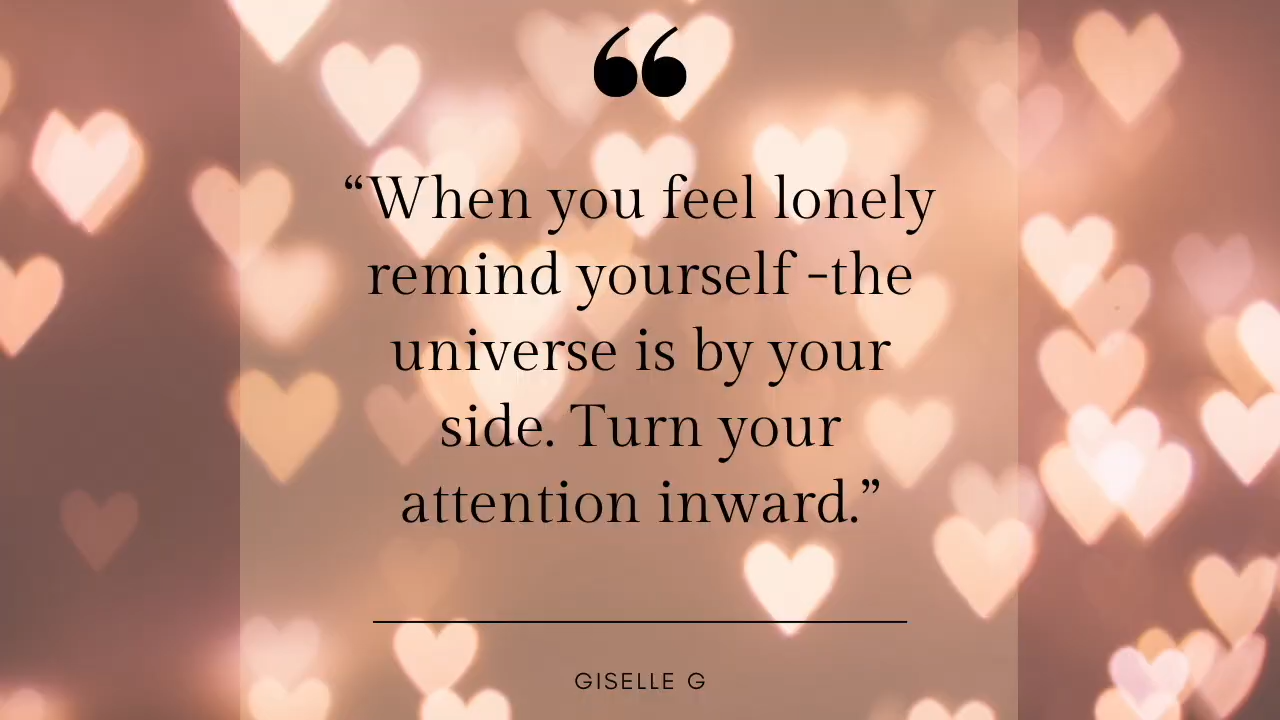 “When you feel lonely
remind yourself -the
universe is by your
side. Turn your
attention inward.”
GISELLE G